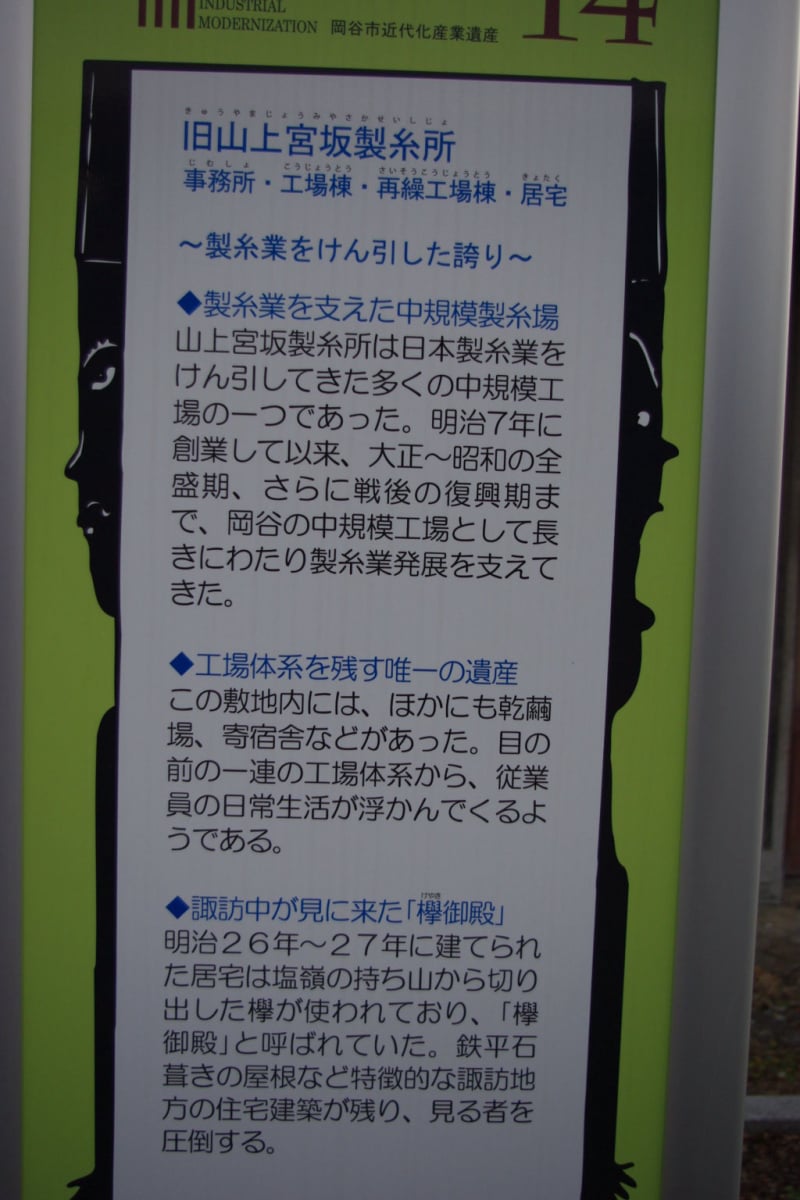 INDUSTRIAL
MODERNIZATION 岡谷市近代化産業遺産
14
きゅうやまじょうみやさかせいしじょ
旧山上宮坂製糸所
じむしょ こうじょうとう さいそうこうじょうとう きょたく
事務所・工場棟・再繰工場棟・居宅
～製糸業をけん引した誇り～
◆製糸業を支えた中規模製糸場
山上宮坂製糸所は日本製糸業を
けん引してきた多くの中規模工
場の一つであった。明治7年に
創業して以来、大正～昭和の全
盛期、さらに戦後の復興期ま
で、岡谷の中規模工場として長
きにわたり製糸業発展を支えて
きた。
◆工場体系を残す唯一の遺産
この敷地内には、ほかにも乾繭
場、寄宿舎などがあった。目の
前の一連の工場体系から、従業
員の日常生活が浮かんでくるよ
うである。
けやき
◆諏訪中が見に来た「欅御殿」
明治２６年～２７年に建てられ
た居宅は塩嶺の持ち山から切り
出した欅が使われており、「欅
御殿」と呼ばれていた。鉄平石
葺きの屋根など特徴的な諏訪地
方の住宅建築が残り、見る者を
圧倒する。